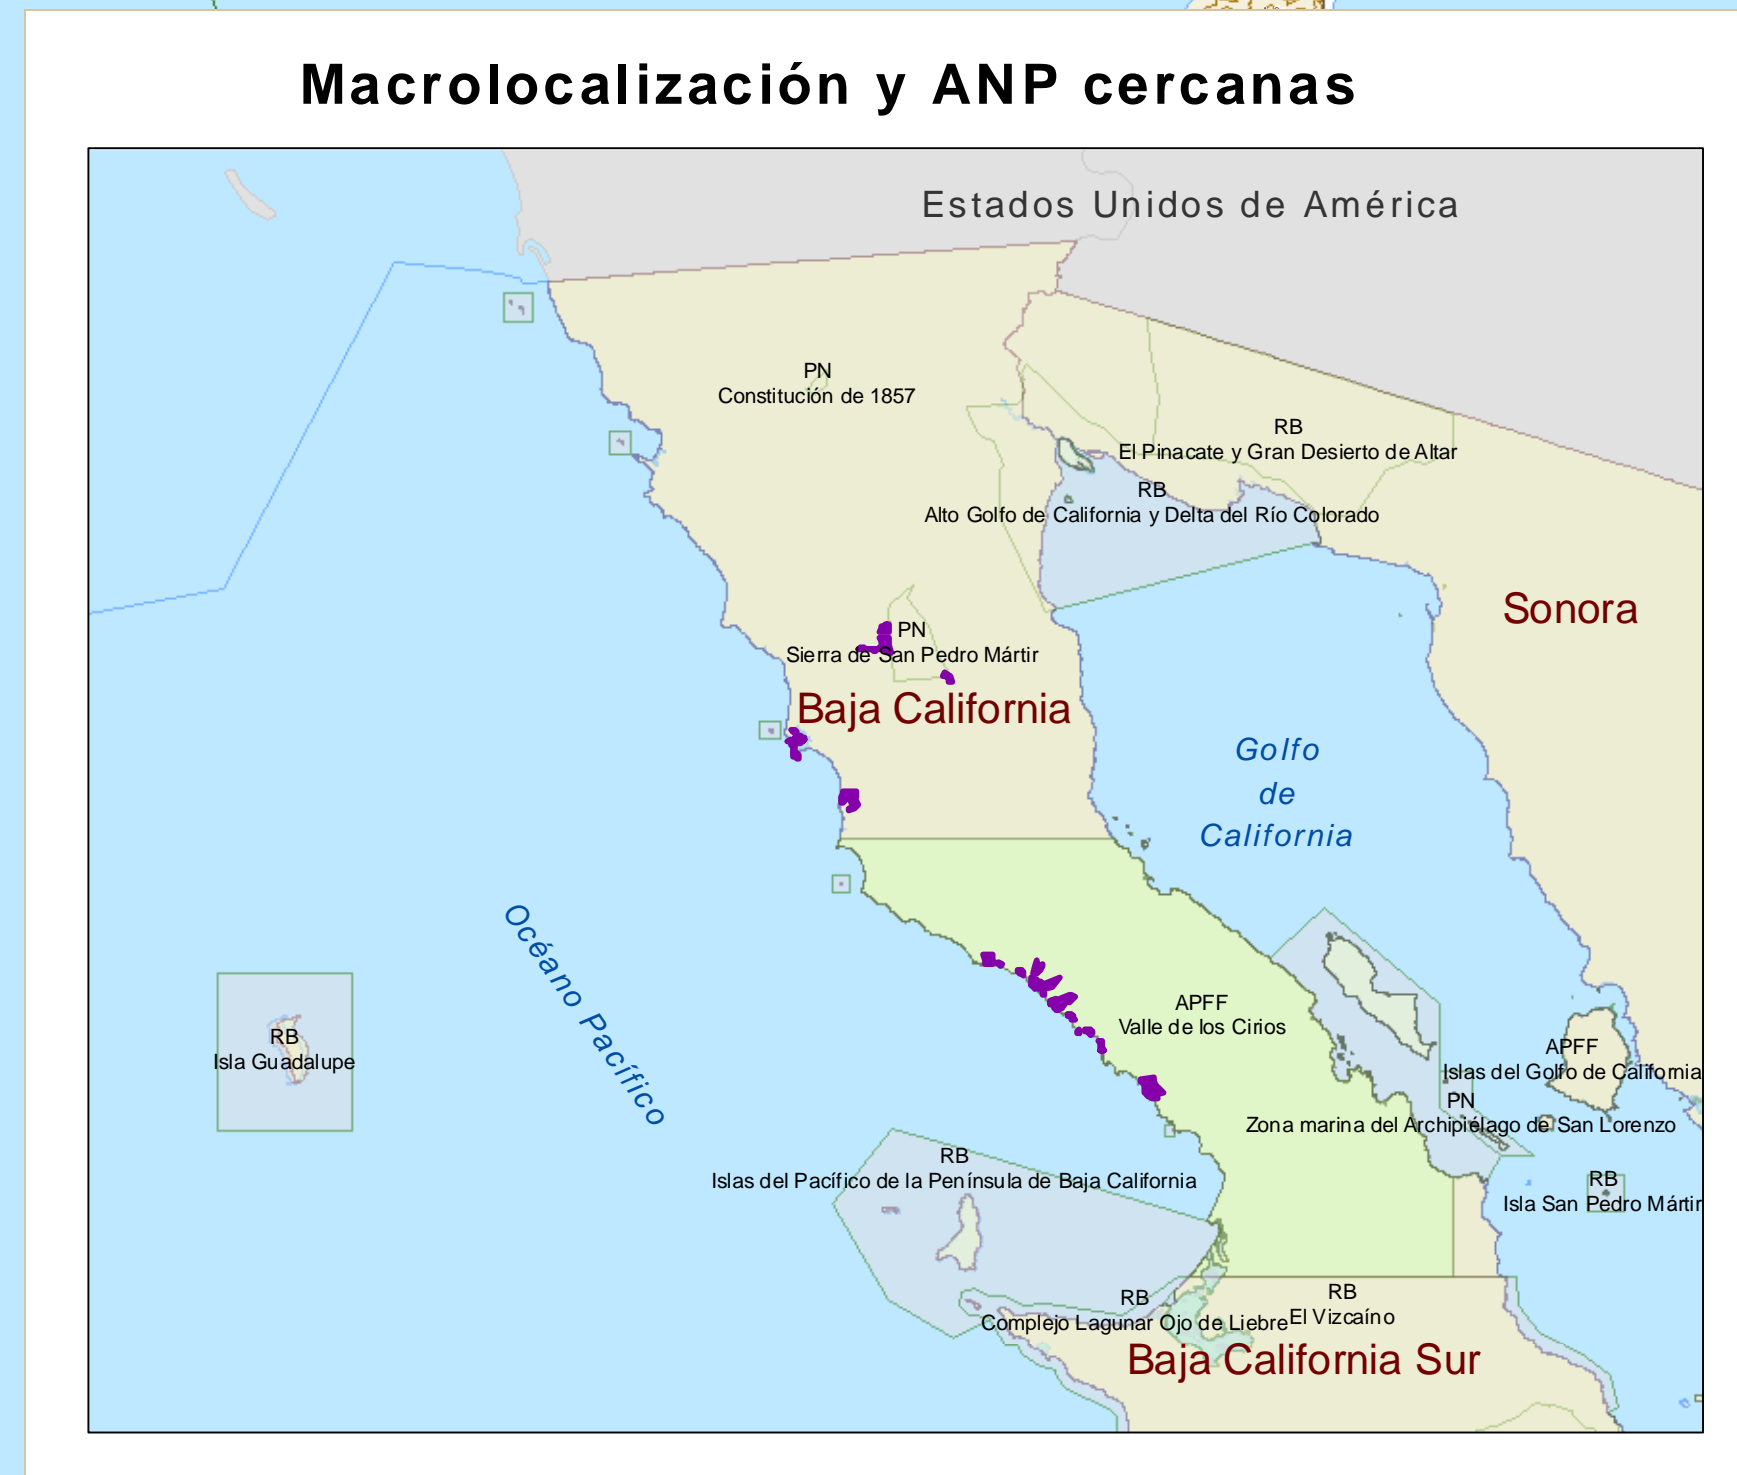 Macrolocalización y ANP cercanas
Estados Unidos de América
PN
Constitución de 1857
RB
El Pinacate y Gran Desierto de Altar
RB
Alto Golfo de California y Delta del Río Colorado
Sonora
PN
Sierra de San Pedro Mártir
Baja California
Golfo
de
California
Océano Pacífico
APFF
Valle de los Cirios
RB
Isla Guadalupe
APFF
Islas del Golfo de California
PN
Zona marina del Archipiélago de San Lorenzo
RB
Islas del Pacífico de la Península de Baja California
RB
Isla San Pedro Mártir
RB
Complejo Lagunar Ojo de Liebre
RB
El Vizcaíno
Baja California Sur